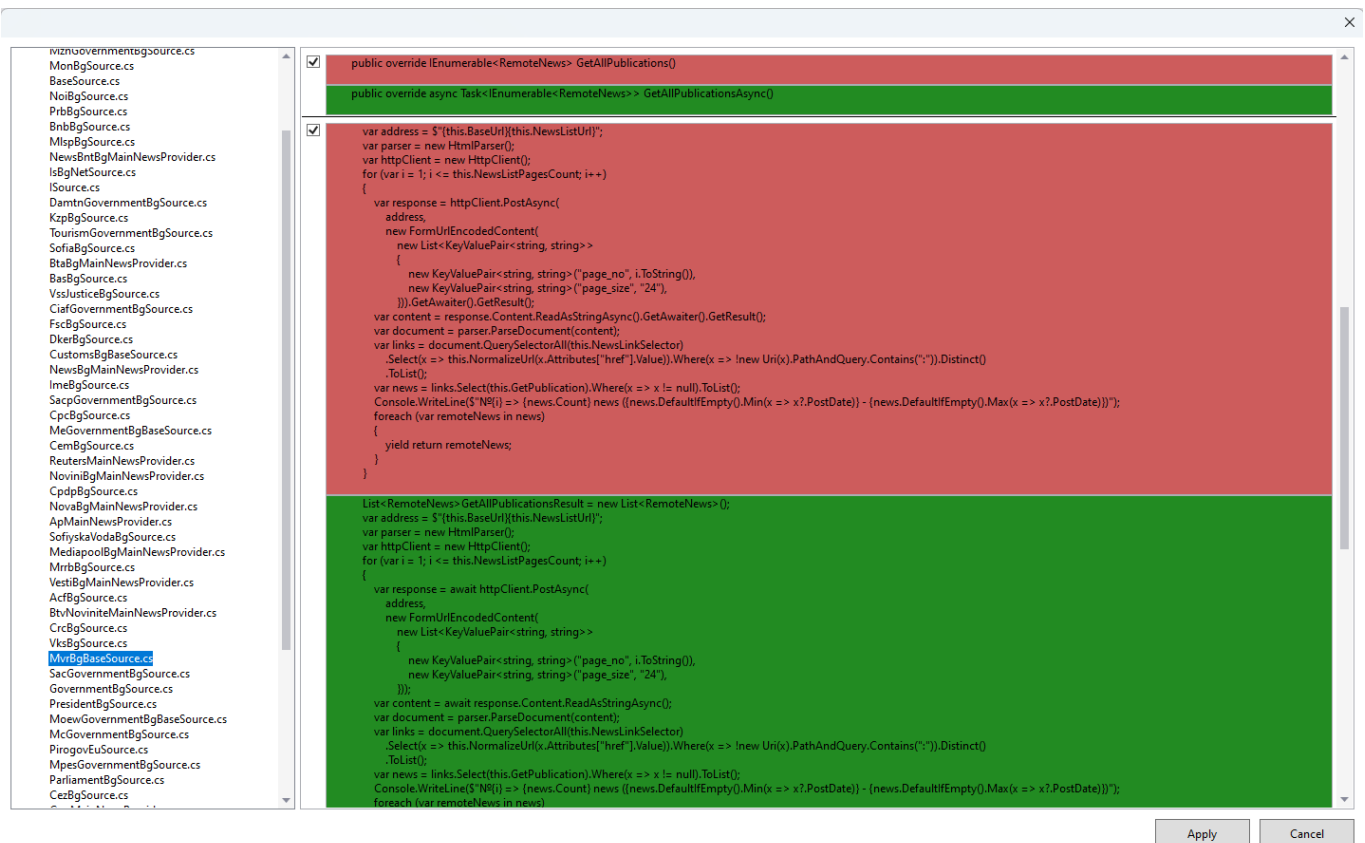 MznGovernmentBgSource.cs
MonBgSource.cs
BaseSource.cs
NoiBgSource.cs
PrbBgSource.cs
BnbBgSource.cs
MlspBgSource.cs
NewsBntBgMainNewsProvider.cs
IsBgNetSource.cs
ISource.cs
DamtnGovernmentBgSource.cs
KzpBgSource.cs
TourismGovernmentBgSource.cs
SofiaBgSource.cs
BtaBgMainNewsProvider.cs
BasBgSource.cs
VssJusticeBgSource.cs
CiafGovernmentBgSource.cs
FscBgSource.cs
DkerBgSource.cs
CustomsBgBaseSource.cs
NewsBgMainNewsProvider.cs
ImeBgSource.cs
SacpGovernmentBgSource.cs
CpcBgSource.cs
MeGovernmentBgBaseSource.cs
CemBgSource.cs
ReutersMainNewsProvider.cs
NoviniBgMainNewsProvider.cs
CpdpBgSource.cs
NovaBgMainNewsProvider.cs
ApMainNewsProvider.cs
SofiyskaVodaBgSource.cs
MediapoolBgMainNewsProvider.cs
MrrbBgSource.cs
VestiBgMainNewsProvider.cs
AcfBgSource.cs
BtvNoviniteMainNewsProvider.cs
CrcBgSource.cs
VksBgSource.cs
MvrBgBaseSource.cs
SacGovernmentBgSource.cs
GovernmentBgSource.cs
PresidentBgSource.cs
MoewGovernmentBgBaseSource.cs
McGovernmentBgSource.cs
PirogovEuSource.cs
MpesGovernmentBgSource.cs
ParliamentBgSource.cs
CezBgSource.cs
public override IEnumerable<RemoteNews> GetAllPublications()
public override async Task<IEnumerable<RemoteNews>> GetAllPublicationsAsync()
var address = $"{this.BaseUrl}{this.NewsListUrl}";
var parser = new HtmlParser();
var httpClient = new HttpClient();
for (var i = 1; i <= this.NewsListPagesCount; i++)
{
var response = httpClient.PostAsync(
address,
new FormUrlEncodedContent(
new List<KeyValuePair<string, string>>
{
new KeyValuePair<string, string>("page_no", i.ToString()),
new KeyValuePair<string, string>("page_size", "24"),
})).GetAwaiter().GetResult();
var content = response.Content.ReadAsStringAsync().GetAwaiter().GetResult();
var document = parser.ParseDocument(content);
var links = document.QuerySelectorAll(this.NewsLinkSelector)
.Select(x => this.NormalizeUrl(x.Attributes["href"].Value)).Where(x => !new Uri(x).PathAndQuery.Contains(":")).Distinct()
.ToList();
var news = links.Select(this.GetPublication).Where(x => x != null).ToList();
Console.WriteLine($"№{i} => {news.Count} news ({news.DefaultIfEmpty().Min(x => x?.PostDate)} - {news.DefaultIfEmpty().Max(x => x?.PostDate)})");
foreach (var remoteNews in news)
{
yield return remoteNews;
}
}
List<RemoteNews> GetAllPublicationsResult = new List<RemoteNews>();
var address = $"{this.BaseUrl}{this.NewsListUrl}";
var parser = new HtmlParser();
var httpClient = new HttpClient();
for (var i = 1; i <= this.NewsListPagesCount; i++)
{
var response = await httpClient.PostAsync(
address,
new FormUrlEncodedContent(
new List<KeyValuePair<string, string>>
{
new KeyValuePair<string, string>("page_no", i.ToString()),
new KeyValuePair<string, string>("page_size", "24"),
}));
var content = await response.Content.ReadAsStringAsync();
var document = parser.ParseDocument(content);
var links = document.QuerySelectorAll(this.NewsLinkSelector)
.Select(x => this.NormalizeUrl(x.Attributes["href"].Value)).Where(x => !new Uri(x).PathAndQuery.Contains(":")).Distinct()
.ToList();
var news = links.Select(this.GetPublication).Where(x => x != null).ToList();
Console.WriteLine($"№{i} => {news.Count} news ({news.DefaultIfEmpty().Min(x => x?.PostDate)} - {news.DefaultIfEmpty().Max(x => x?.PostDate)})");
foreach (var remoteNews in news)
Apply
Cancel